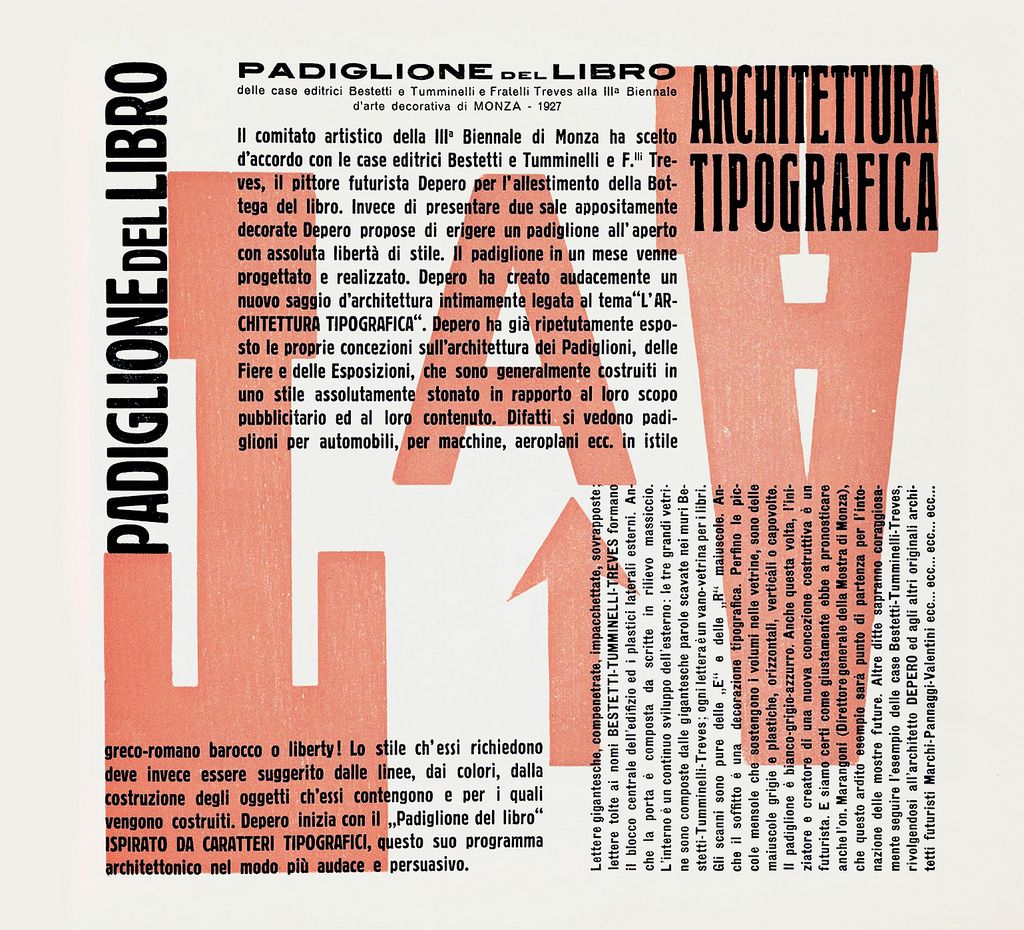 PADIGLIONE DEL LIBRO
PADIGLIONE DEL LIBRO
delle case editrici Bestetti e Tumminelli e Fratelli Treves alla IIIª Biennale
d'arte decorativa di MONZA - 1927
ARCHITETTURA
TIPOGRAFICA
Il comitato artistico della IIIª Biennale di Monza ha scelto
d'accordo con le case editrici Bestetti e Tumminelli e F.lli Tre-
ves, il pittore futurista Depero per l'allestimento della Bot-
tega del libro. Invece di presentare due sale appositamente
decorate Depero propose di erigere un padiglione all'aperto
con assoluta libertà di stile. Il padiglione in un mese venne
progettato e realizzato. Depero ha creato audacemente un
nuovo saggio d'architettura intimamente legata al tema“L'AR-
CHITETTURA TIPOGRAFICA“. Depero ha già ripetutamente espo-
sto le proprie concezioni sull'architettura dei Padiglioni, delle
Fiere e delle Esposizioni, che sono generalmente costruiti in
uno stile assolutamente stonato in rapporto al loro scopo
pubblicitario ed al loro contenuto. Difatti si vedono padi-
glioni per automobili, per macchine, aeroplani ecc. in istile
greco-romano barocco o liberty! Lo stile ch'essi richiedono
deve invece essere suggerito dalle linee, dai colori, dalla
costruzione degli oggetti ch'essi contengono e per i quali
vengono costruiti. Depero inizia con il „Padiglione del libro“
ISPIRATO DA CARATTERI TIPOGRAFICI, questo suo programma
architettonico nel modo più audace e persuasivo.
Lettere gigantesche, compenetrate, impacchettate, sovrapposte;
lettere tolte ai nomi BESTETTI-TUMMINELLI-TREVES formano
il blocco centrale dell'edifizio ed i plastici laterali esterni. An-
che la porta è composta da scritte in rilievo massiccio.
L'interno è un continuo sviluppo dell'esterno: le tre grandi vetri-
ne sono composte dalle gigantesche parole scavate nei muri Be-
stetti-Tumminelli-Treves; ogni lettera è un vano-vetrina per i libri.
Gli scanni sono pure delle „E“ e delle „R“ maiuscole. An-
che il soffitto è una decorazione tipografica. Perfino le pic-
cole mensole che sostengono i volumi nelle vetrine, sono delle
maiuscole grigie e plastiche, orizzontali, verticali o capovolte.
Il padiglione è bianco-grigio-azzurro. Anche questa volta, l'ini-
ziatore e creatore di una nuova concezione costruttiva è un
futurista. E siamo certi come giustamente ebbe a pronosticare
anche l'on. Marangoni (Direttore generale della Mostra di Monza),
che questo ardito esempio sarà punto di partenza per l'into-
nazione delle mostre future. Altre ditte sapranno coraggiosa-
mente seguire l'esempio delle case Bestetti-Tumminelli-Treves,
rivolgendosi all'architetto DEPERO ed agli altri originali archi-
tetti futuristi Marchi-Pannaggi-Valentini ecc... ecc... ecc... ecc...